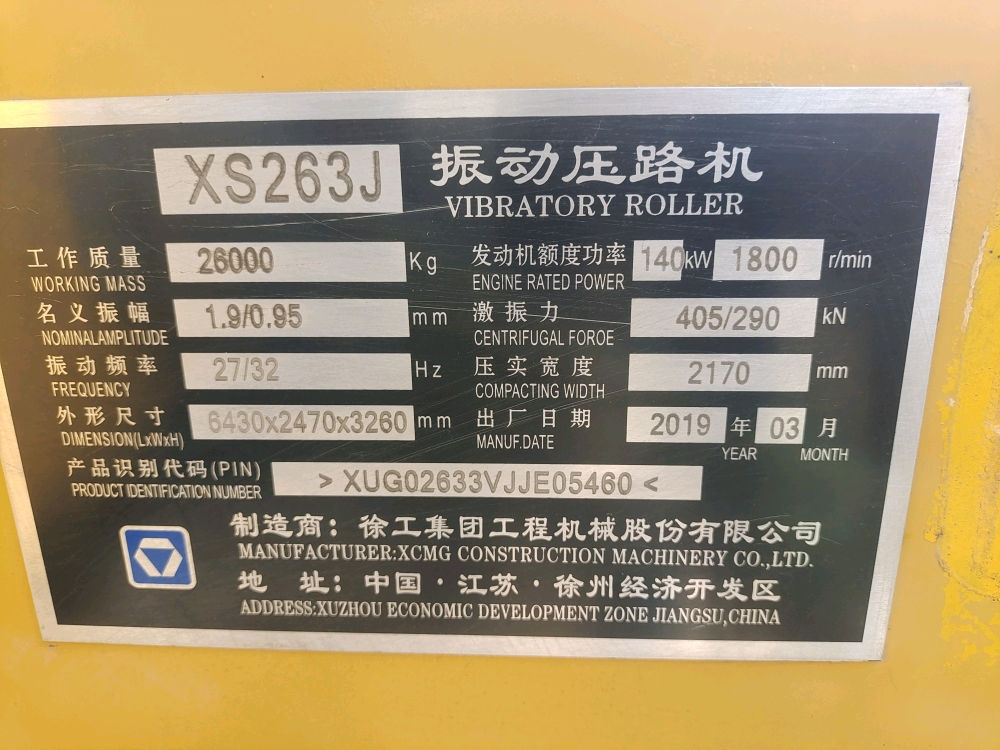 XS263J 振动压路机
VIBRATORY ROLLER
工作质量 26000 Kg 发动机额度功率 140kW 1800 r/min
WORKING MASS ENGINE RATED POWER
名义振幅 1.9/0.95 mm 激振力 405/290 kN
NOMINALAMPLITUDE CENTRIFUGAL FOROE
振动频率 27/32 Hz 压实宽度 2170 mm
FREQUENCY COMPACTING WIDTH
外形尺寸 6430x2470x3260 mm 出厂日期 2019 年 03 月
DIMENSION(LxWxH) MANUF.DATE YEAR MONTH
产品识别代码(PIN) > XUG02633VJJE05460 <
PRODUCT IDENTIFICATION NUMBER
制造商：徐工集团工程机械股份有限公司
MANUFACTURER:XCMG CONSTRUCTION MACHINERY CO.,LTD.
地 址：中国·江苏·徐州经济开发区
ADDRESS:XUZHOU ECONOMIC DEVELOPMENT ZONE JIANGSU,CHINA